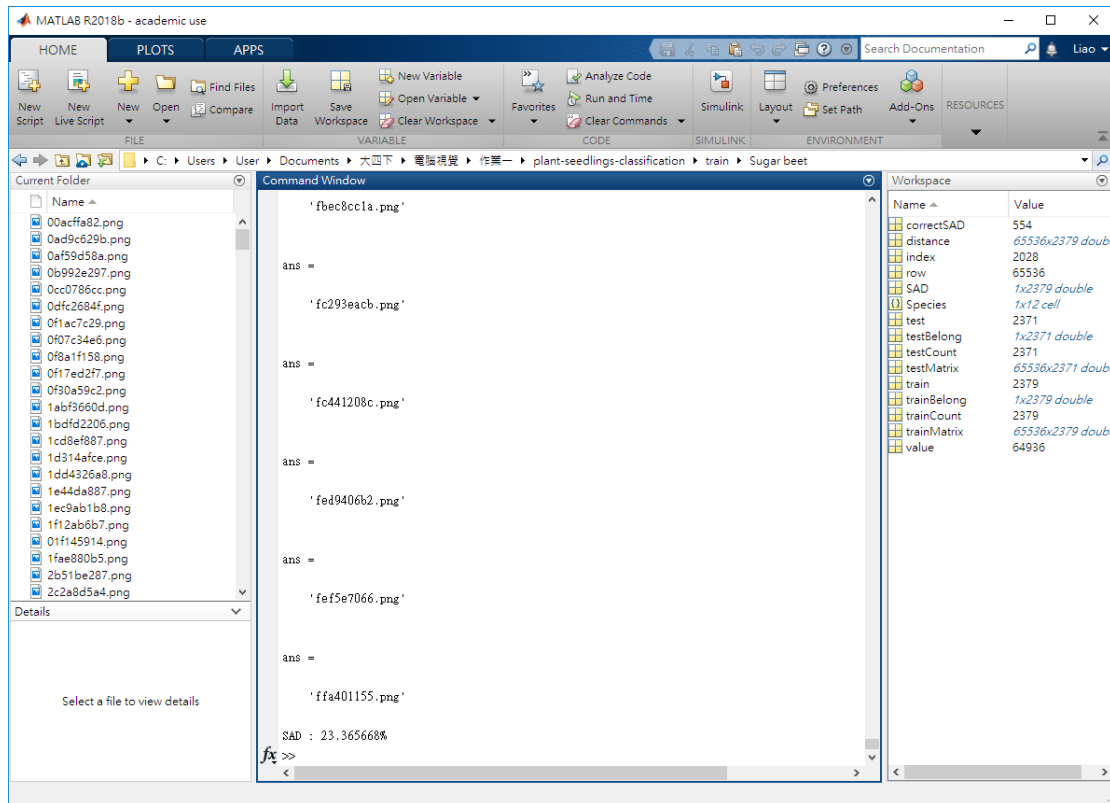 MATLAB R2018b - academic use
HOME PLOTS APPS Search Documentation Liao
New Script
New Live Script
New
Open
Find Files
Compare
Import Data
Save Workspace
New Variable
Open Variable
Clear Workspace
Favorites
Analyze Code
Run and Time
Clear Commands
Simulink
Layout
Preferences
Set Path
Add-Ons
RESOURCES
FILE VARIABLE CODE SIMULINK ENVIRONMENT
C: Users User Documents 大四下 電腦視覺 作業一 plant-seedlings-classification train Sugar beet
Current Folder
Name
00acffa82.png
0ad9c629b.png
0af59d58a.png
0b992e297.png
0cc0786cc.png
0dfc2684f.png
0f1ac7c29.png
0f07c34e6.png
0f8a1f158.png
0f17ed2f7.png
0f30a59c2.png
1abf3660d.png
1bdfd2206.png
1cd8ef887.png
1d314afce.png
1dd4326a8.png
1e44da887.png
1ec9ab1b8.png
1f12ab6b7.png
01f145914.png
1fae880b5.png
2b51be287.png
2c2a8d5a4.png
Details
Select a file to view details
Command Window
'fbec8cc1a.png'
ans =
'fc293eacb.png'
ans =
'fc441208c.png'
ans =
'fed9406b2.png'
ans =
'fef5e7066.png'
ans =
'ffa401155.png'
SAD : 23.365668%
fx >>
Workspace
Name Value
correctSAD 554
distance 65536x2379 doub
index 2028
row 65536
SAD 1x2379 double
Species 1x12 cell
test 2371
testBelong 1x2371 double
testCount 2371
testMatrix 65536x2371 doub
train 2379
trainBelong 1x2379 double
trainCount 2379
trainMatrix 65536x2379 doub
value 64936